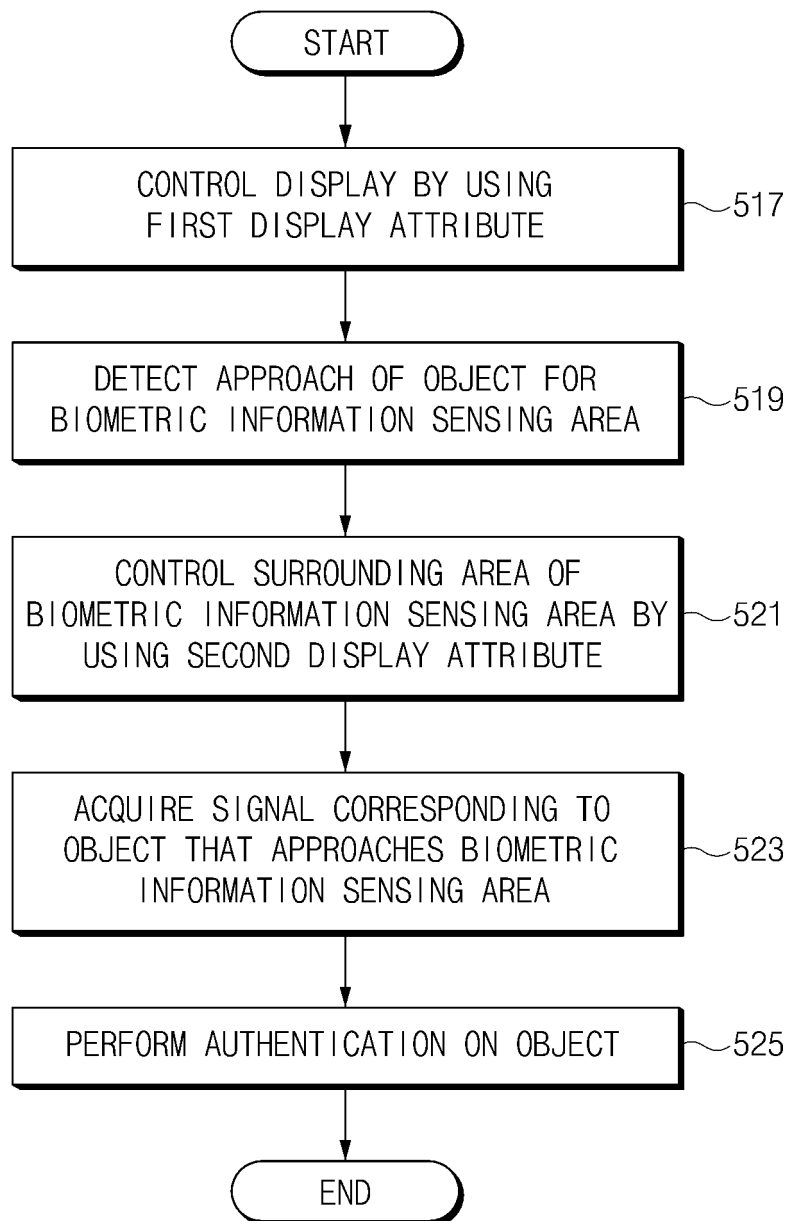 START
CONTROL DISPLAY BY USING
FIRST DISPLAY ATTRIBUTE
517
DETECT APPROACH OF OBJECT FOR
BIOMETRIC INFORMATION SENSING AREA
519
CONTROL SURROUNDING AREA OF
BIOMETRIC INFORMATION SENSING AREA BY
USING SECOND DISPLAY ATTRIBUTE
521
ACQUIRE SIGNAL CORRESPONDING TO
OBJECT THAT APPROACHES BIOMETRIC
INFORMATION SENSING AREA
523
PERFORM AUTHENTICATION ON OBJECT
525
END